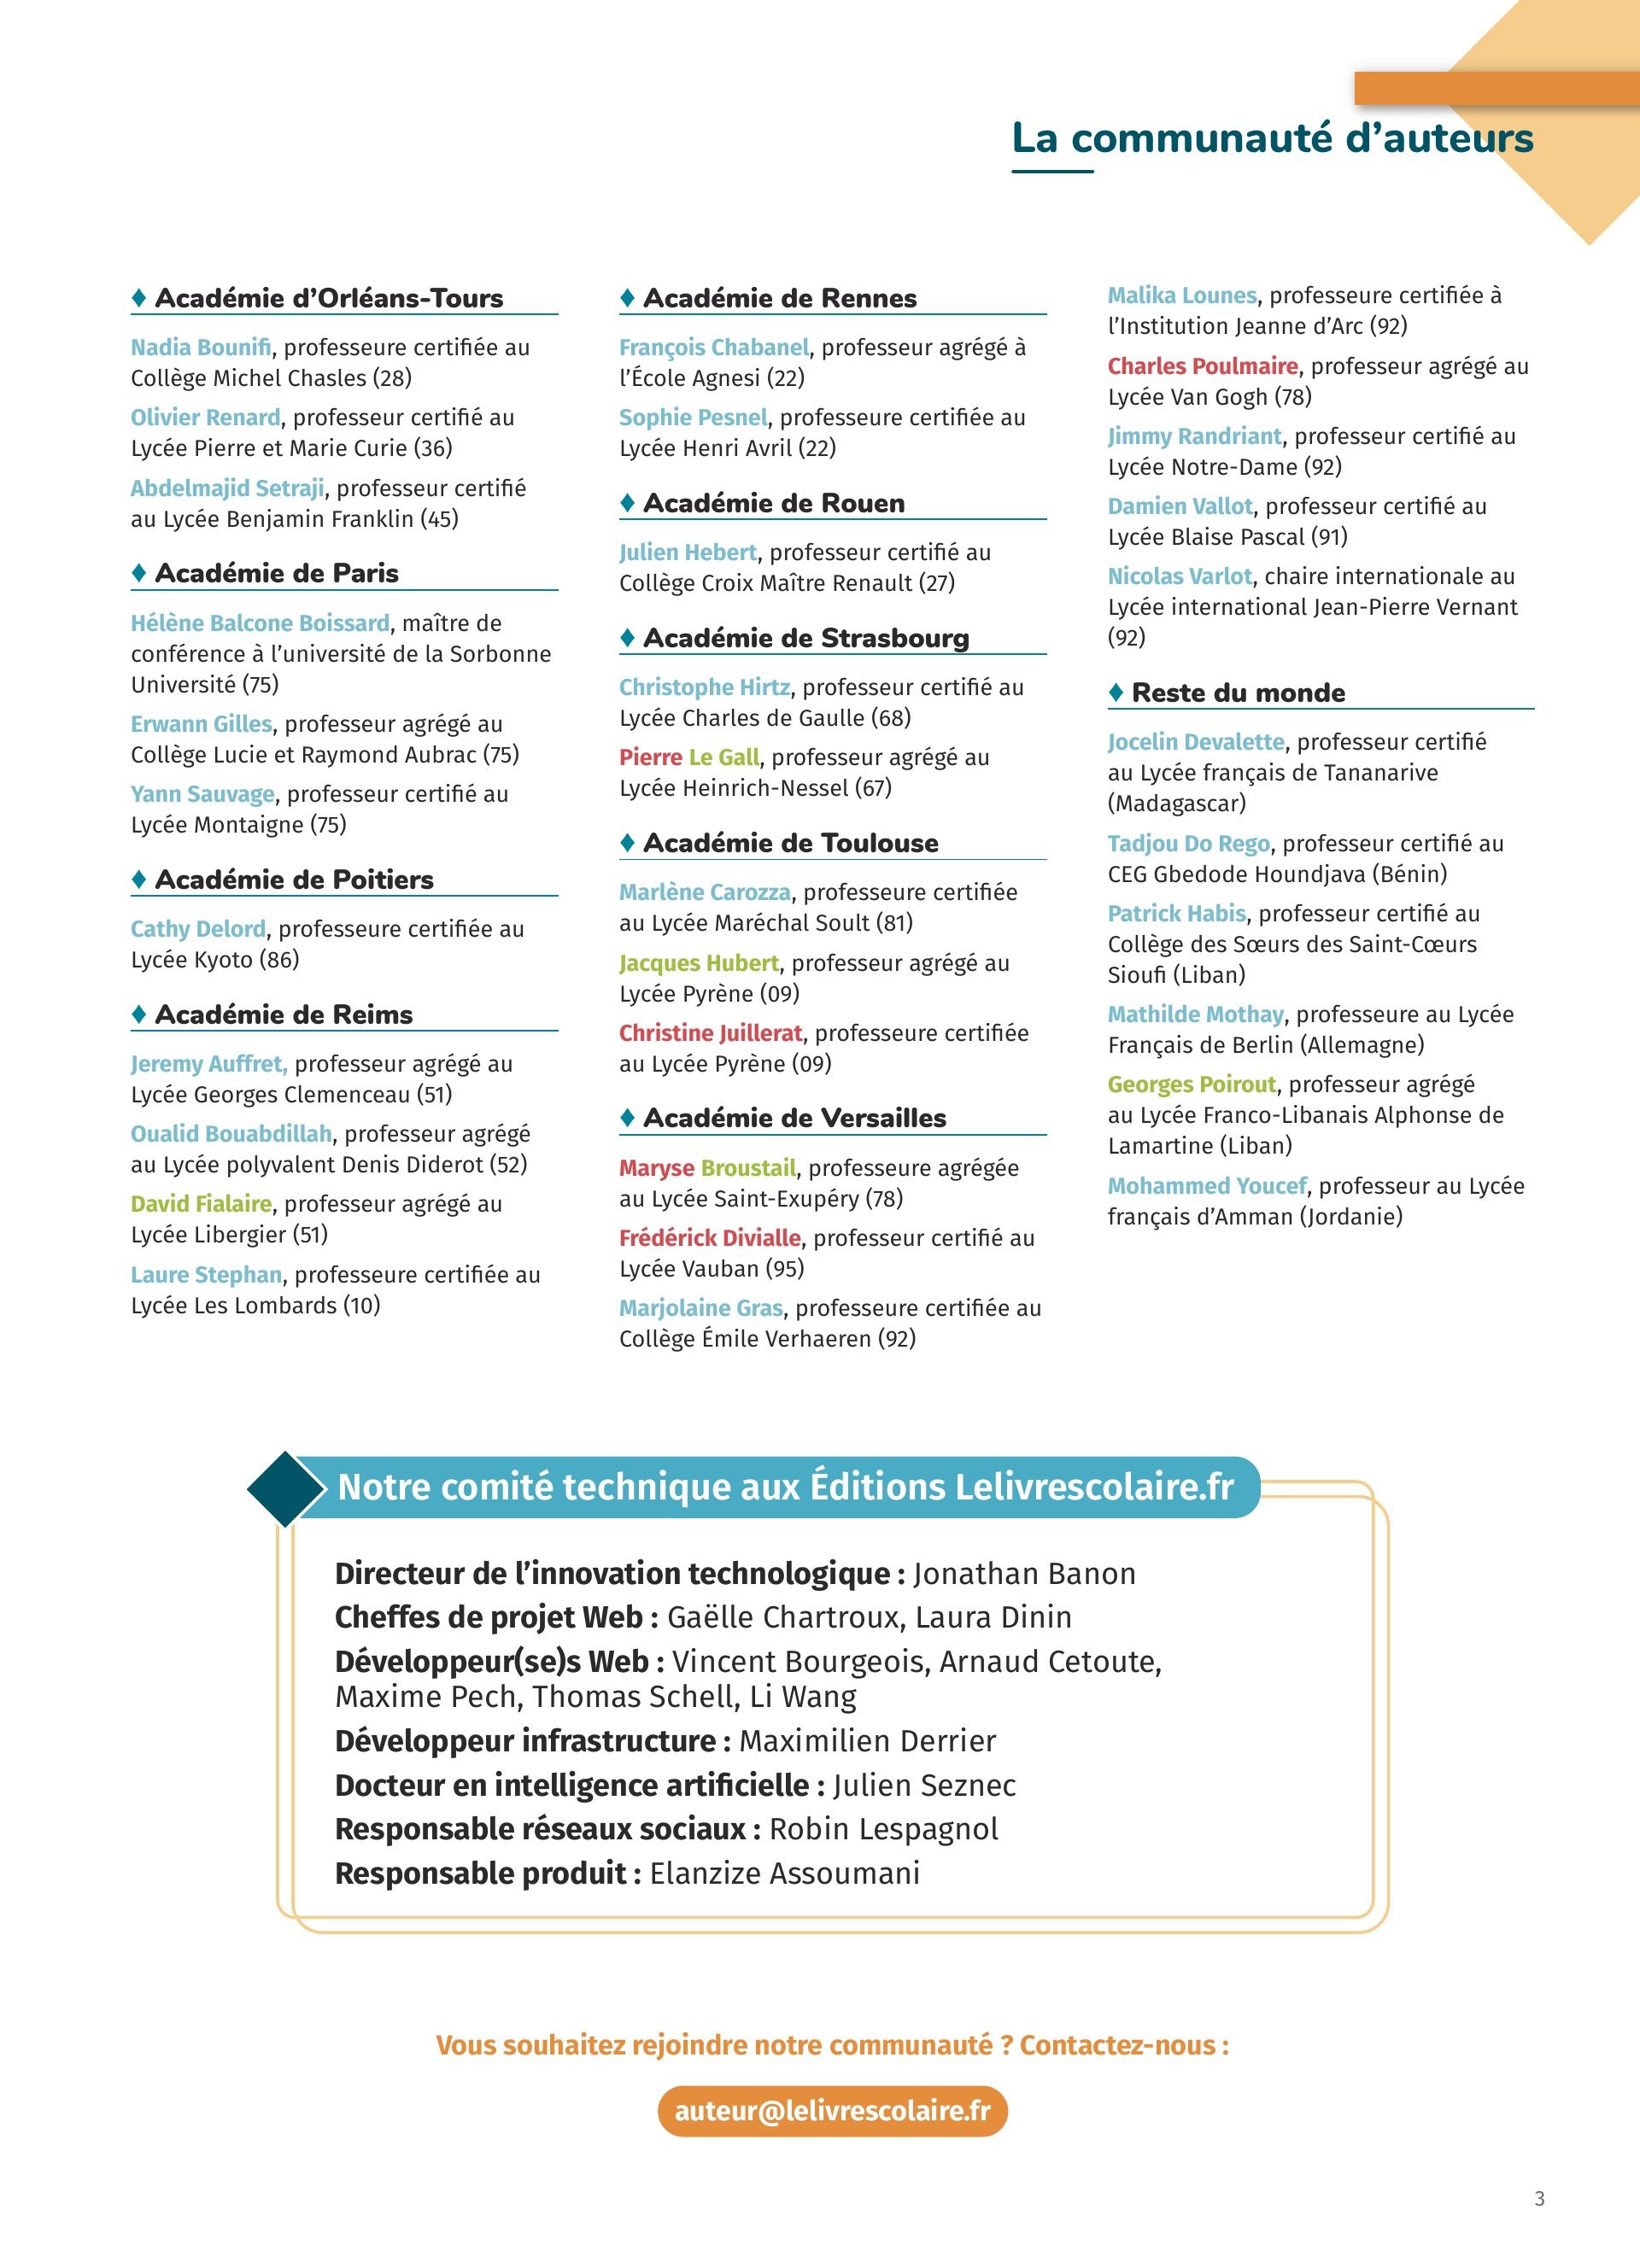 La communauté d’auteurs
♦ Académie d’Orléans-Tours
Nadia Bounifi, professeure certifiée au
Collège Michel Chasles (28)
Olivier Renard, professeur certifié au
Lycée Pierre et Marie Curie (36)
Abdelmajid Setraji, professeur certifié
au Lycée Benjamin Franklin (45)
♦ Académie de Paris
Hélène Balcone Boissard, maître de
conférence à l’université de la Sorbonne
Université (75)
Erwann Gilles, professeur agrégé au
Collège Lucie et Raymond Aubrac (75)
Yann Sauvage, professeur certifié au
Lycée Montaigne (75)
♦ Académie de Poitiers
Cathy Delord, professeure certifiée au
Lycée Kyoto (86)
♦ Académie de Reims
Jeremy Auffret, professeur agrégé au
Lycée Georges Clemenceau (51)
Oualid Bouabdillah, professeur agrégé
au Lycée polyvalent Denis Diderot (52)
David Fialaire, professeur agrégé au
Lycée Libergier (51)
Laure Stephan, professeure certifiée au
Lycée Les Lombards (10)
♦ Académie de Rennes
François Chabanel, professeur agrégé à
l’École Agnesi (22)
Sophie Pesnel, professeure certifiée au
Lycée Henri Avril (22)
♦ Académie de Rouen
Julien Hebert, professeur certifié au
Collège Croix Maître Renault (27)
♦ Académie de Strasbourg
Christophe Hirtz, professeur certifié au
Lycée Charles de Gaulle (68)
Pierre Le Gall, professeur agrégé au
Lycée Heinrich-Nessel (67)
♦ Académie de Toulouse
Marlène Carozza, professeure certifiée
au Lycée Maréchal Soult (81)
Jacques Hubert, professeur agrégé au
Lycée Pyrène (09)
Christine Juillerat, professeure certifiée
au Lycée Pyrène (09)
♦ Académie de Versailles
Maryse Broustail, professeure agrégée
au Lycée Saint-Exupéry (78)
Frédérick Divialle, professeur certifié au
Lycée Vauban (95)
Marjolaine Gras, professeure certifiée au
Collège Émile Verhaeren (92)
Malika Lounes, professeure certifiée à
l’Institution Jeanne d’Arc (92)
Charles Poulmaire, professeur agrégé au
Lycée Van Gogh (78)
Jimmy Randriant, professeur certifié au
Lycée Notre-Dame (92)
Damien Vallot, professeur certifié au
Lycée Blaise Pascal (91)
Nicolas Varlot, chaire internationale au
Lycée international Jean-Pierre Vernant
(92)
♦ Reste du monde
Jocelin Devalette, professeur certifié
au Lycée français de Tananarive
(Madagascar)
Tadjou Do Rego, professeur certifié au
CEG Gbedode Houndjava (Bénin)
Patrick Habis, professeur certifié au
Collège des Sœurs des Saint-Cœurs
Sioufi (Liban)
Mathilde Mothay, professeure au Lycée
Français de Berlin (Allemagne)
Georges Poirout, professeur agrégé
au Lycée Franco-Libanais Alphonse de
Lamartine (Liban)
Mohammed Youcef, professeur au Lycée
français d’Amman (Jordanie)
Notre comité technique aux Éditions Lelivrescolaire.fr
Directeur de l’innovation technologique : Jonathan Banon
Cheffes de projet Web : Gaëlle Chartroux, Laura Dinin
Développeur(se)s Web : Vincent Bourgeois, Arnaud Cetoute,
Maxime Pech, Thomas Schell, Li Wang
Développeur infrastructure : Maximilien Derrier
Docteur en intelligence artificielle : Julien Seznec
Responsable réseaux sociaux : Robin Lespagnol
Responsable produit : Elanzize Assoumani
Vous souhaitez rejoindre notre communauté ? Contactez-nous :
auteur@lelivrescolaire.fr
3